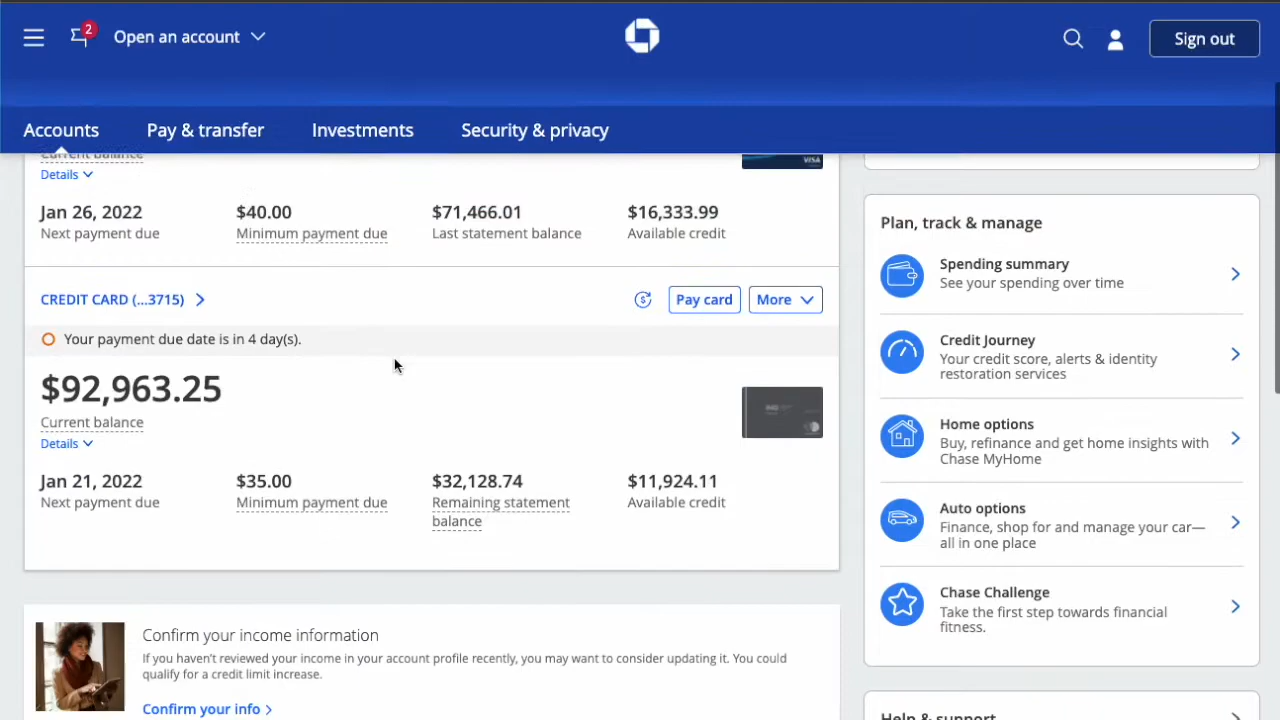 2
Open an account
Sign out
Accounts
Pay & transfer
Investments
Security & privacy
Current balance
Details
VISA
Jan 26, 2022
$40.00
$71,466.01
$16,333.99
Next payment due
Minimum payment due
Last statement balance
Available credit
CREDIT CARD (...3715)
Pay card
More
Your payment due date is in 4 day(s).
$92,963.25
Current balance
Details
Jan 21, 2022
$35.00
$32,128.74
$11,924.11
Next payment due
Minimum payment due
Remaining statement
balance
Available credit
Confirm your income information
If you haven't reviewed your income in your account profile recently, you may want to consider updating it. You could
qualify for a credit limit increase.
Confirm your info
Plan, track & manage
Spending summary
See your spending over time
Credit Journey
Your credit score, alerts & identity
restoration services
Home options
Buy, refinance and get home insights with
Chase MyHome
Auto options
Finance, shop for and manage your car—
all in one place
Chase Challenge
Take the first step towards financial
fitness.
Help & support